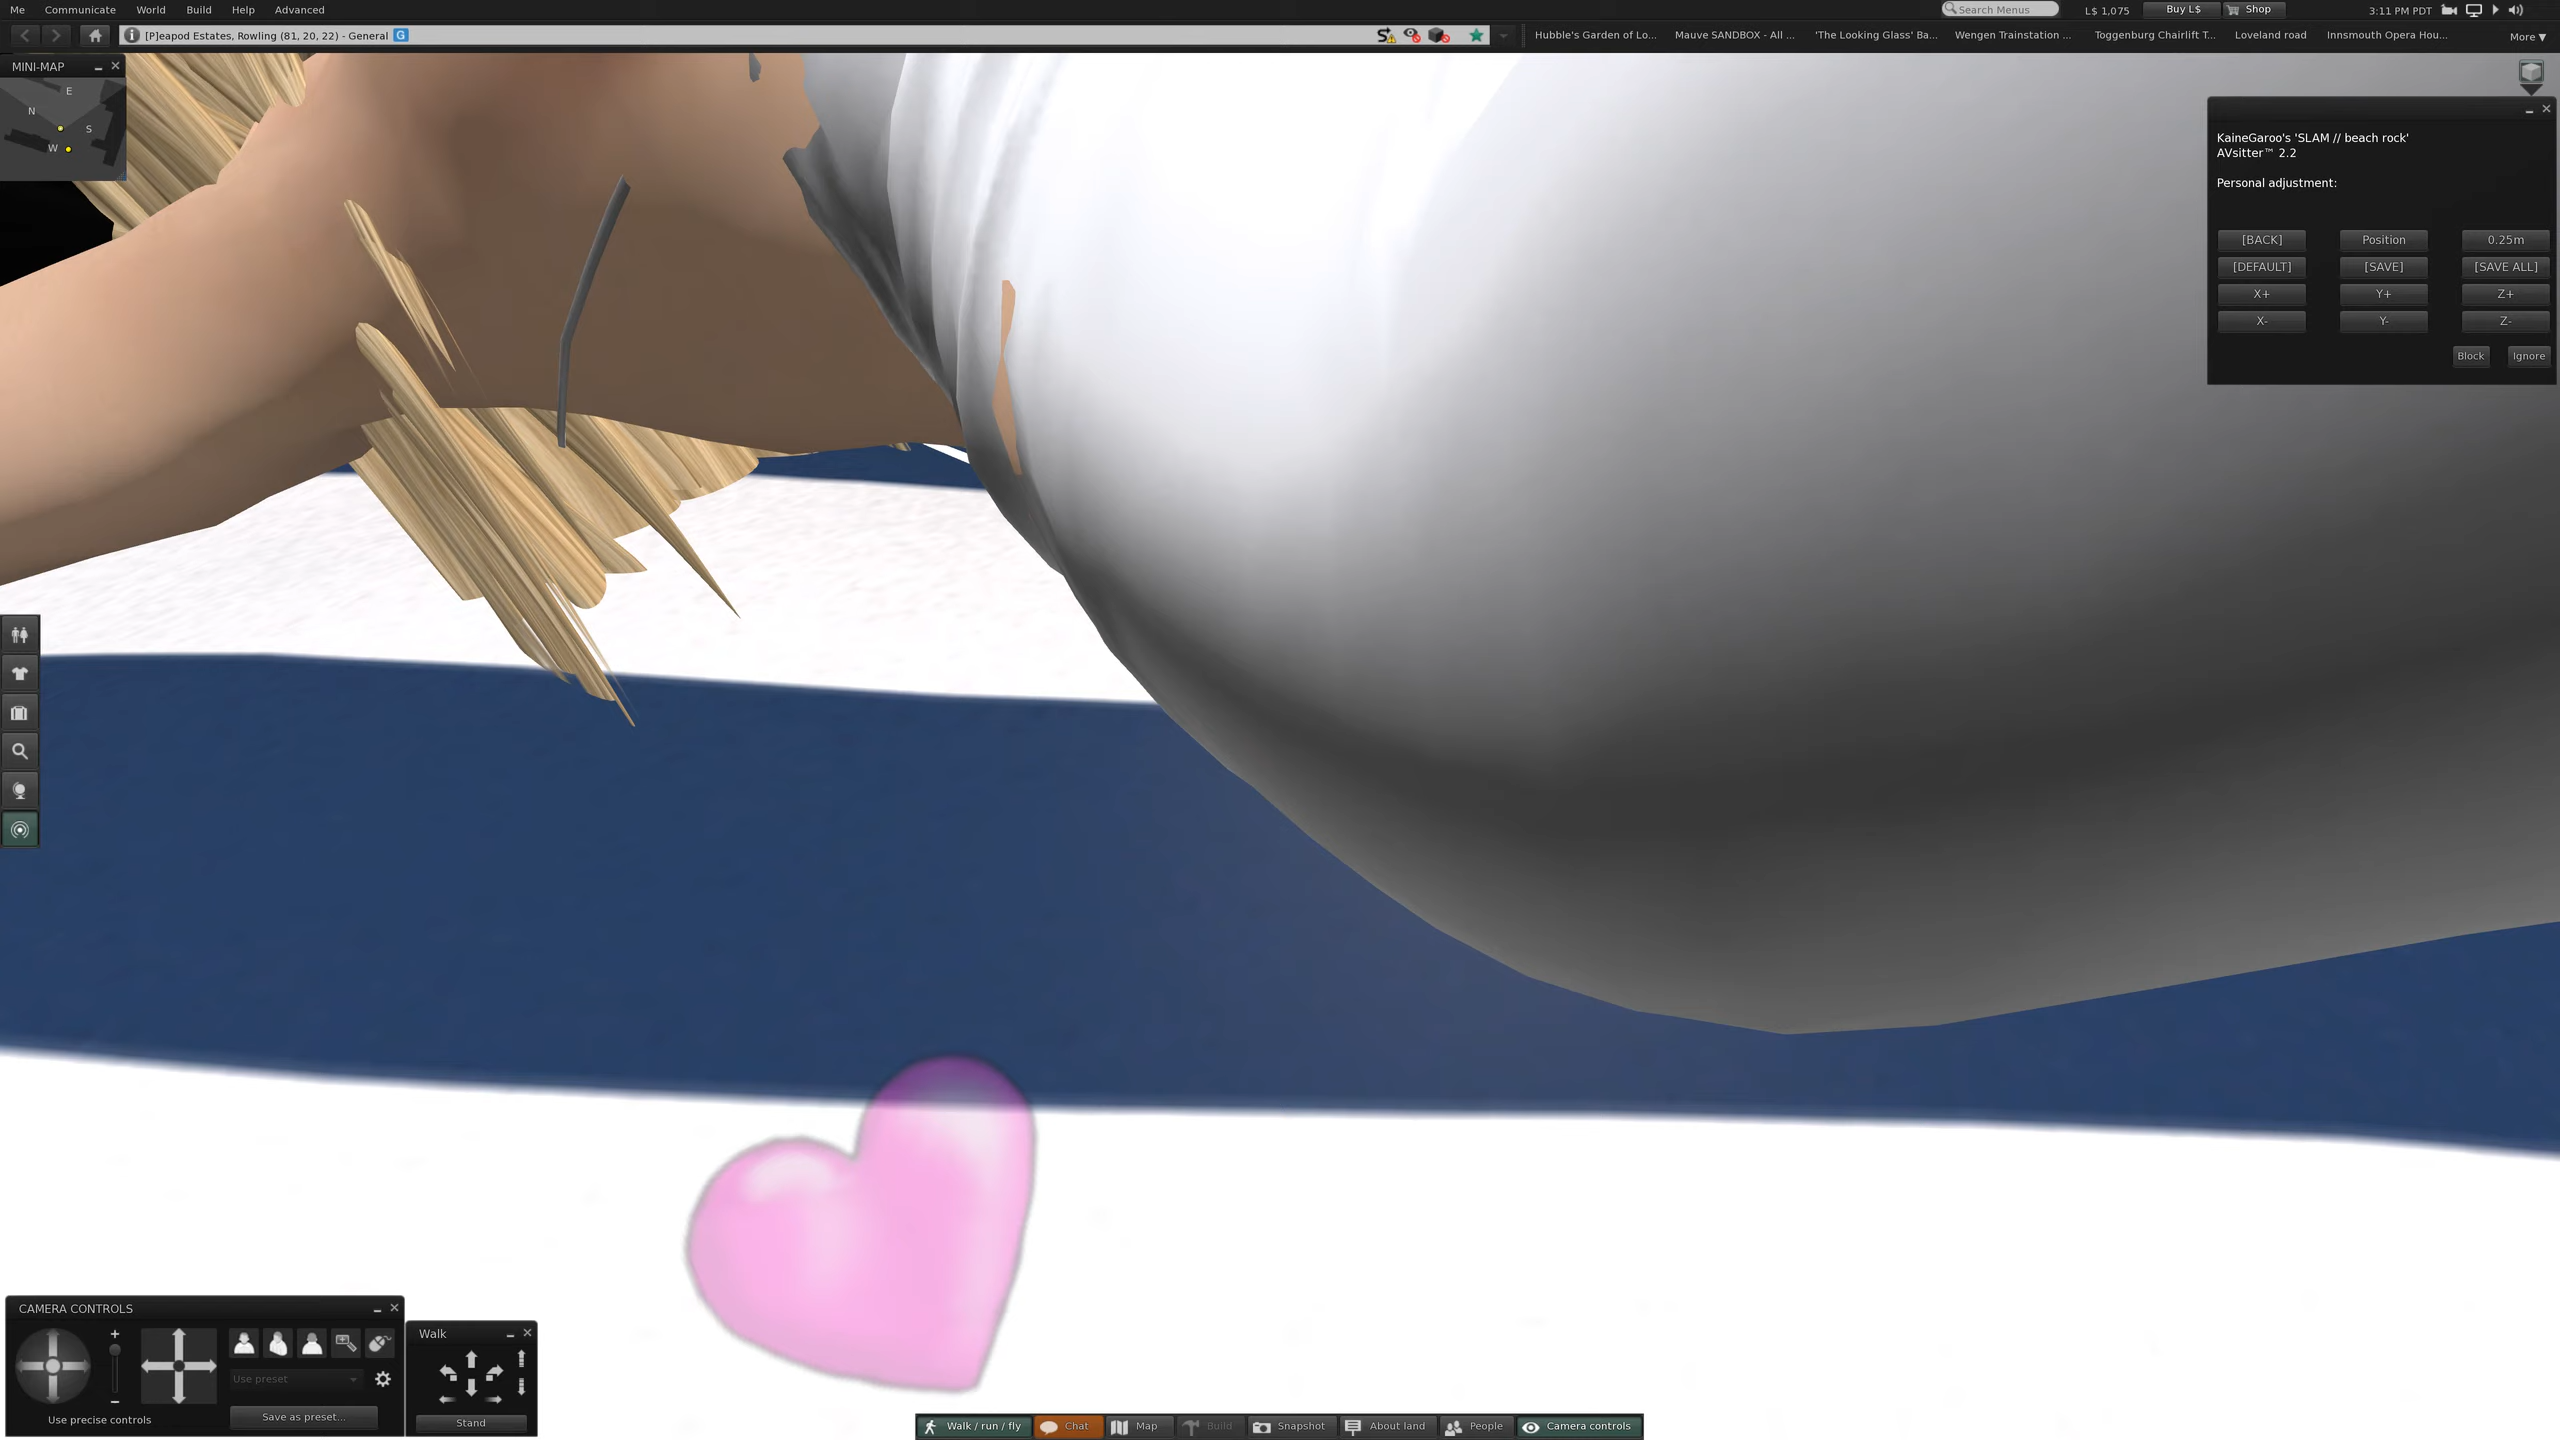 Me Communicate World Build Help Advanced
Search Menus L$ 1,075 Buy L$ Shop 3:11 PM PDT
[P]eapod Estates, Rowling (81, 20, 22) - General G
Hubble's Garden of Lo... Mauve SANDBOX - All ... 'The Looking Glass' Ba... Wengen Trainstation ... Toggenburg Chairlift T... Loveland road Innsmouth Opera Hou... More
MINI-MAP
E
N
S
W
KaineGaroo's 'SLAM // beach rock'
AVsitter™ 2.2
Personal adjustment:
[BACK] Position 0.25m
[DEFAULT] [SAVE] [SAVE ALL]
X+ Y+ Z+
X- Y- Z-
Block Ignore
CAMERA CONTROLS
Use preset
Use precise controls
Save as preset...
Walk
Stand
Walk / run / fly Chat Map Build Snapshot About land People Camera controls